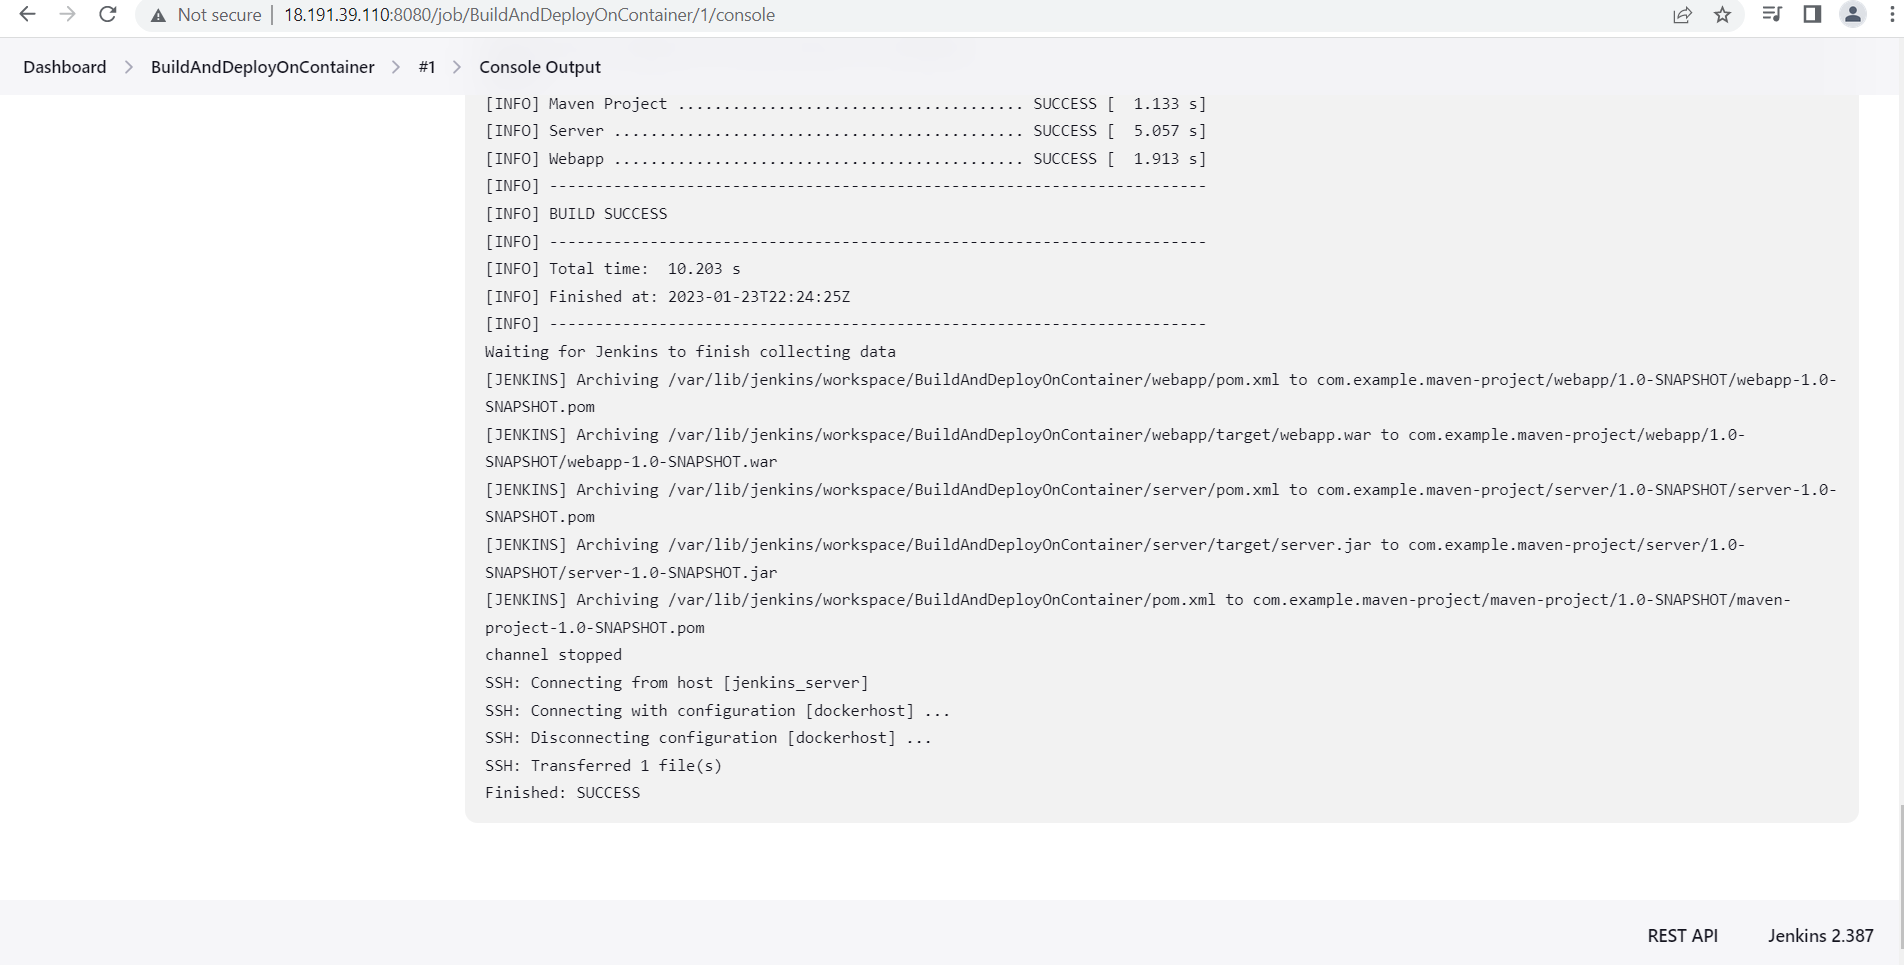 Not secure | 18.191.39.110:8080/job/BuildAndDeployOnContainer/1/console
Dashboard > BuildAndDeployOnContainer > #1 > Console Output
[INFO] Maven Project ...................................... SUCCESS [  1.133 s]
[INFO] Server ............................................. SUCCESS [  5.057 s]
[INFO] Webapp ............................................. SUCCESS [  1.913 s]
[INFO] ------------------------------------------------------------------------
[INFO] BUILD SUCCESS
[INFO] ------------------------------------------------------------------------
[INFO] Total time:  10.203 s
[INFO] Finished at: 2023-01-23T22:24:25Z
[INFO] ------------------------------------------------------------------------
Waiting for Jenkins to finish collecting data
[JENKINS] Archiving /var/lib/jenkins/workspace/BuildAndDeployOnContainer/webapp/pom.xml to com.example.maven-project/webapp/1.0-SNAPSHOT/webapp-1.0-
SNAPSHOT.pom
[JENKINS] Archiving /var/lib/jenkins/workspace/BuildAndDeployOnContainer/webapp/target/webapp.war to com.example.maven-project/webapp/1.0-
SNAPSHOT/webapp-1.0-SNAPSHOT.war
[JENKINS] Archiving /var/lib/jenkins/workspace/BuildAndDeployOnContainer/server/pom.xml to com.example.maven-project/server/1.0-SNAPSHOT/server-1.0-
SNAPSHOT.pom
[JENKINS] Archiving /var/lib/jenkins/workspace/BuildAndDeployOnContainer/server/target/server.jar to com.example.maven-project/server/1.0-
SNAPSHOT/server-1.0-SNAPSHOT.jar
[JENKINS] Archiving /var/lib/jenkins/workspace/BuildAndDeployOnContainer/pom.xml to com.example.maven-project/maven-project/1.0-SNAPSHOT/maven-
project-1.0-SNAPSHOT.pom
channel stopped
SSH: Connecting from host [jenkins_server]
SSH: Connecting with configuration [dockerhost] ...
SSH: Disconnecting configuration [dockerhost] ...
SSH: Transferred 1 file(s)
Finished: SUCCESS
REST API Jenkins 2.387